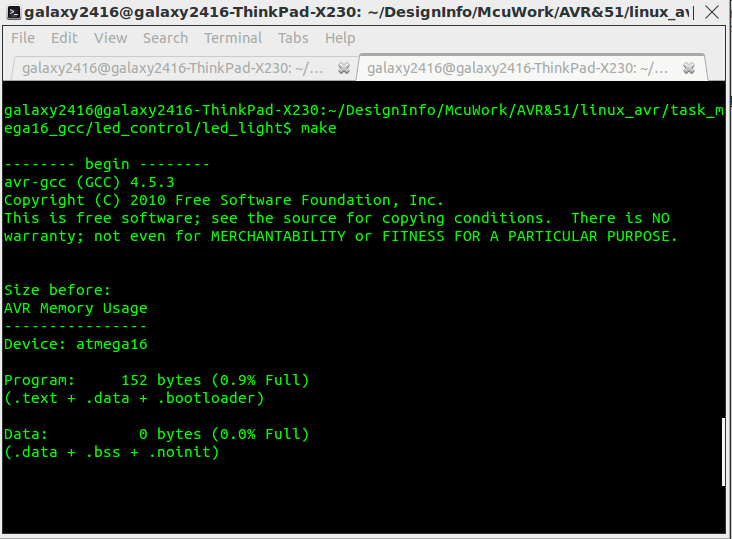 galaxy2416@galaxy2416-ThinkPad-X230: ~/DesignInfo/McuWork/AVR&51/linux_av
File Edit View Search Terminal Tabs Help
galaxy2416@galaxy2416-ThinkPad-X230: ~/... galaxy2416@galaxy2416-ThinkPad-X230: ~/...
galaxy2416@galaxy2416-ThinkPad-X230:~/DesignInfo/McuWork/AVR&51/linux_avr/task_m
ega16_gcc/led_control/led_light$ make
-------- begin --------
avr-gcc (GCC) 4.5.3
Copyright (C) 2010 Free Software Foundation, Inc.
This is free software; see the source for copying conditions.  There is NO
warranty; not even for MERCHANTABILITY or FITNESS FOR A PARTICULAR PURPOSE.
Size before:
AVR Memory Usage
----------------
Device: atmega16
Program:     152 bytes (0.9% Full)
(.text + .data + .bootloader)
Data:          0 bytes (0.0% Full)
(.data + .bss + .noinit)